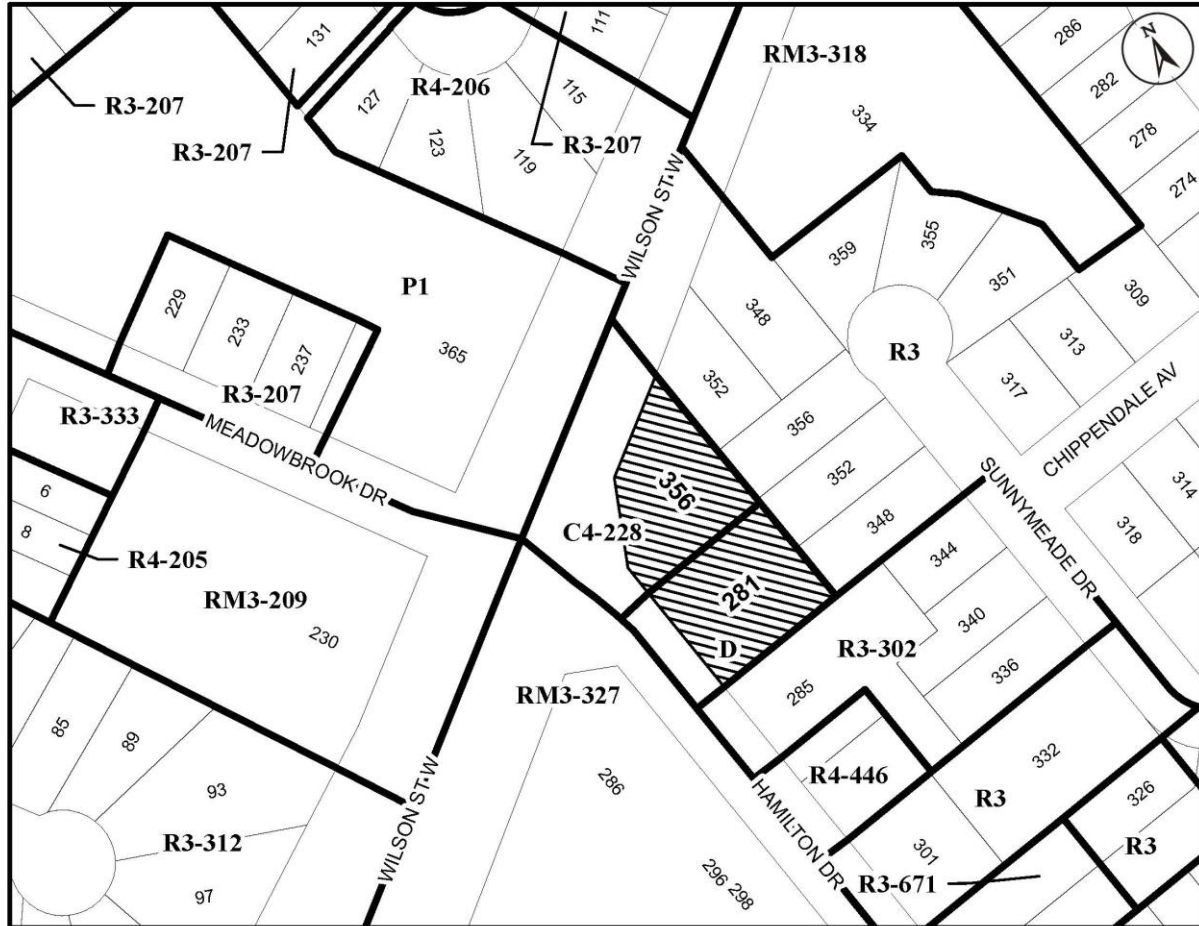 131
111
286
N
RM3-318
R3-207
R4-206
115
127
282
334
R3-207
123
119
R3-207
278
274
WILSON ST W
359
355
351
309
229
P1
348
313
233
365
R3
237
317
352
R3-207
CHIPPENDALE AV
R3-333
MEADOWBROOK DR
356
352
SUNNYMEADE DR
314
6
356
348
318
8
C4-228
R4-205
344
281
RM3-209
340
230
D
R3-302
336
RM3-327
285
85
89
332
R4-446
286
93
R3
326
HAMILTON DR
R3-312
WILSON ST W
301
R3
R3-671
97
296 298